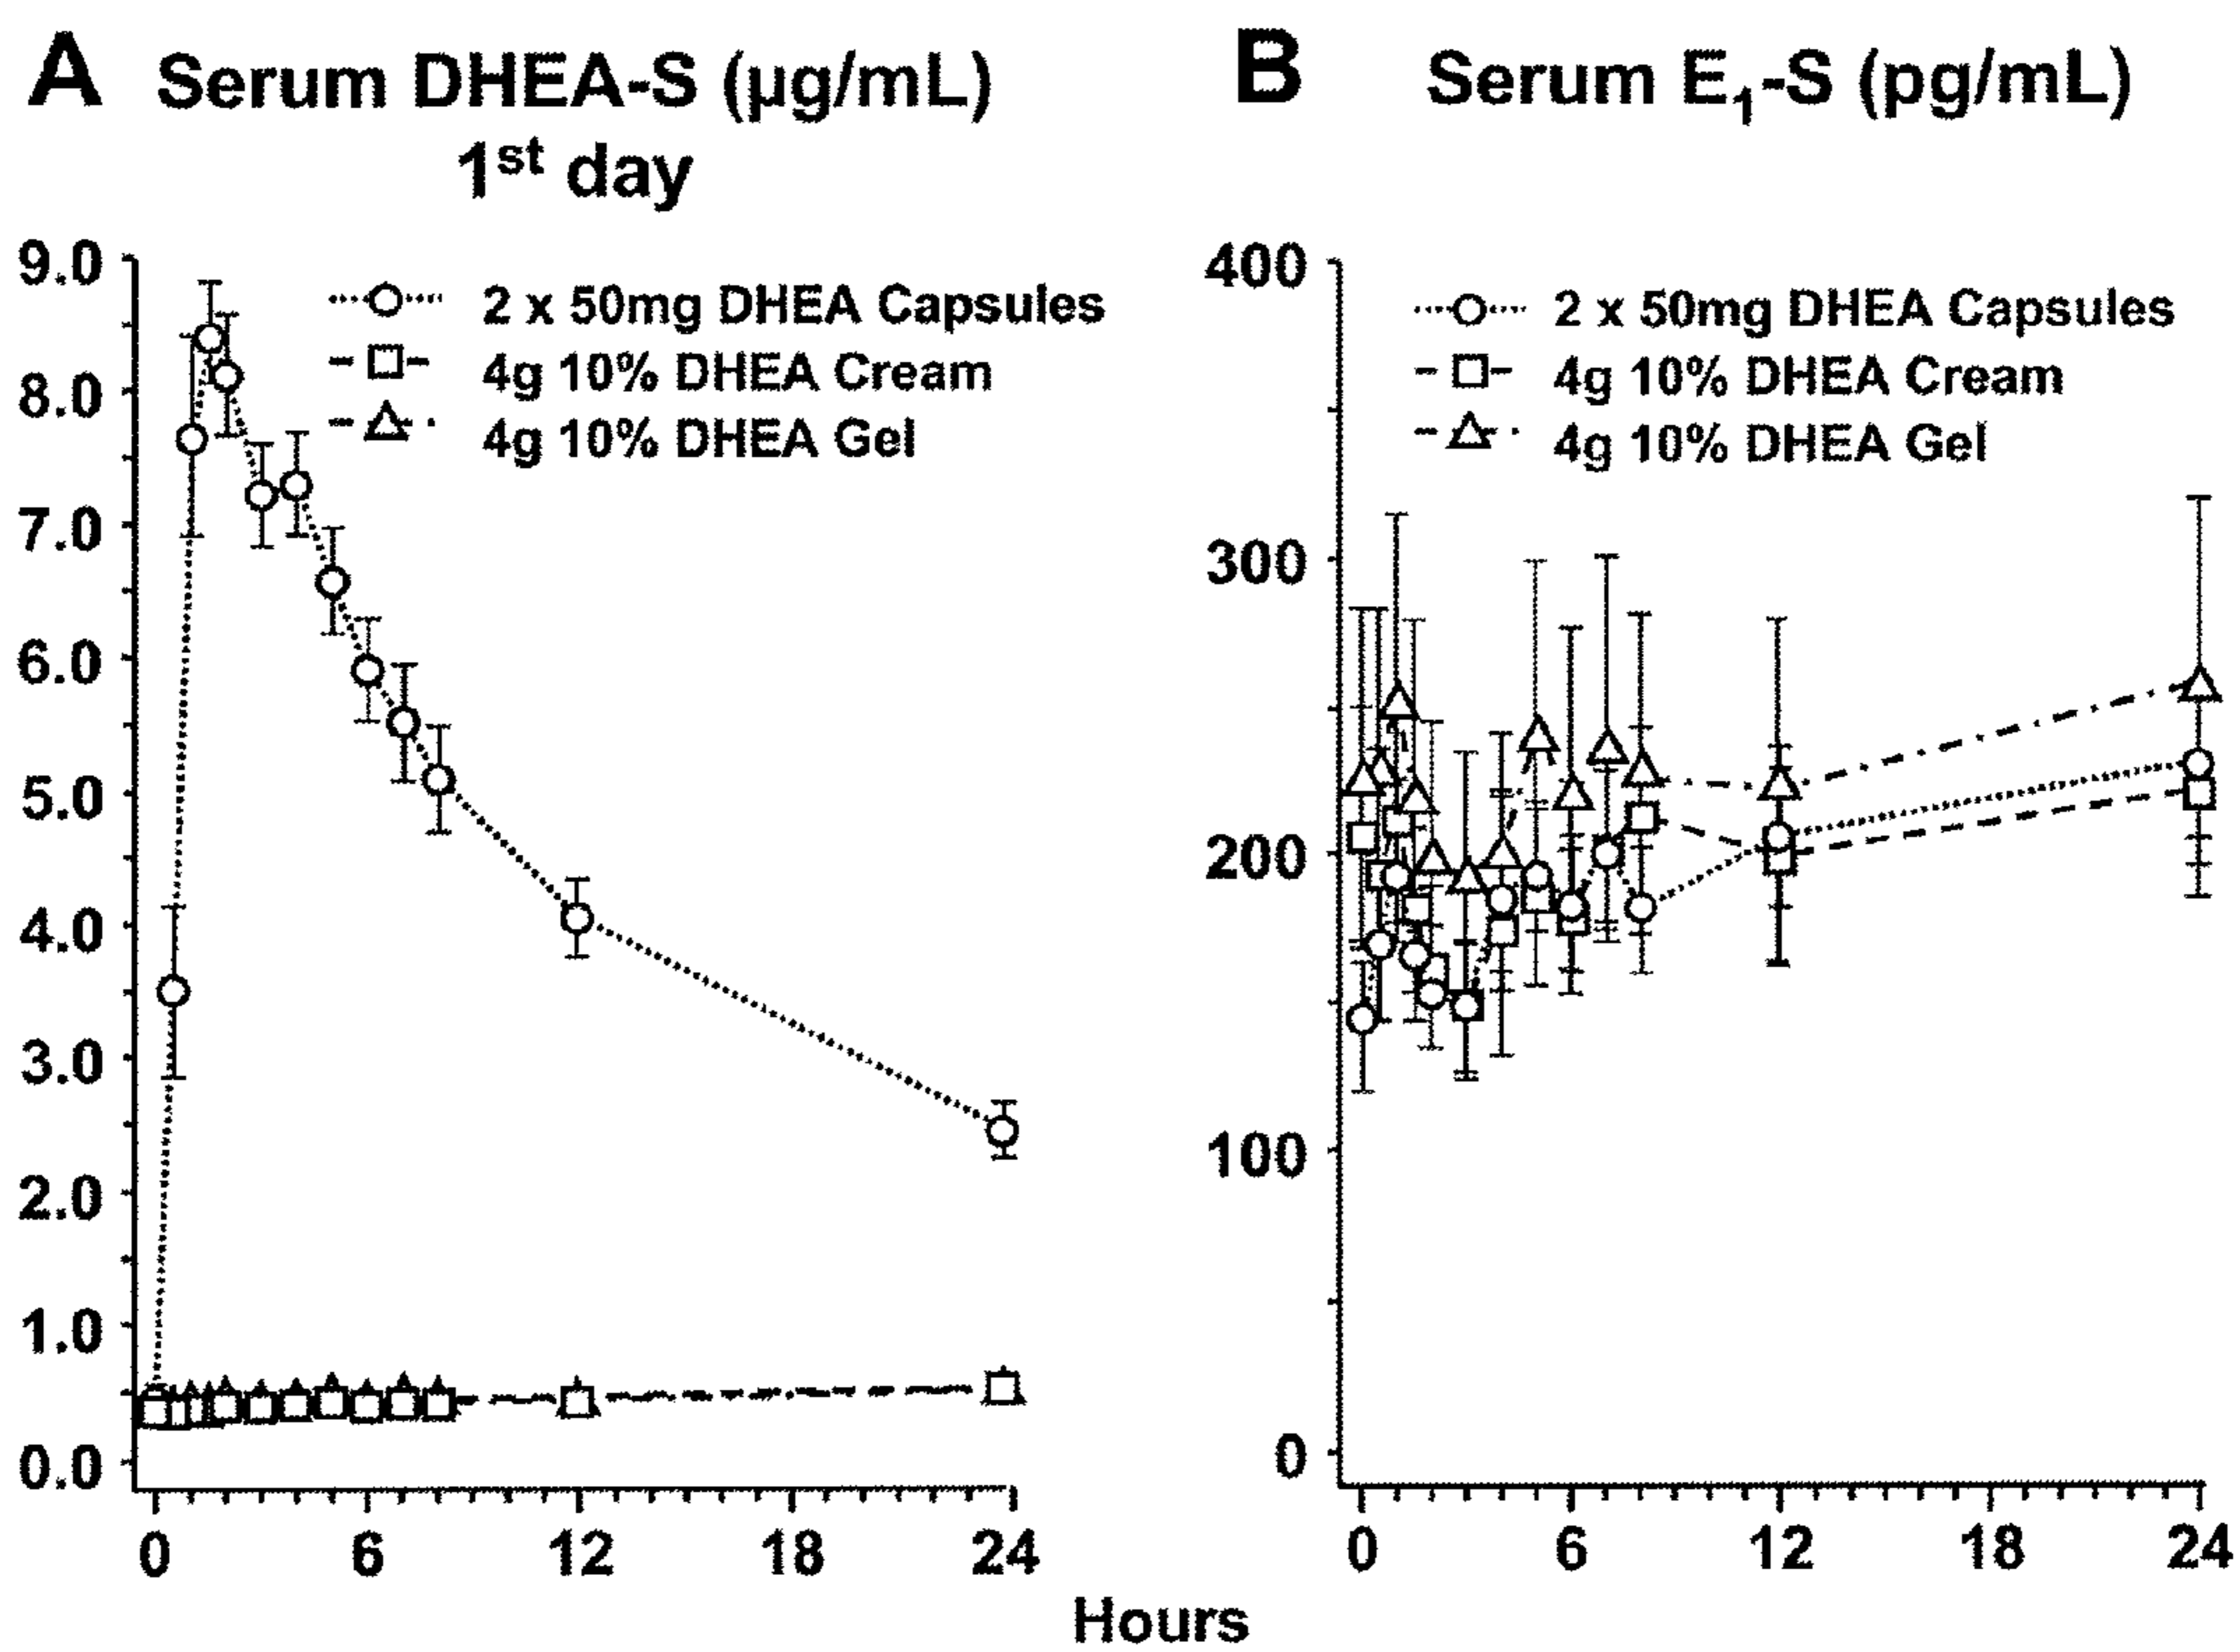 A Serum DHEA-S (µg/mL)
1st day
9.0
8.0
7.0
6.0
5.0
4.0
3.0
2.0
1.0
0.0
2 x 50mg DHEA Capsules
4g 10% DHEA Cream
4g 10% DHEA Gel
0 6 12 18 24
B Serum E₁-S (pg/mL)
400
300
200
100
0
2 x 50mg DHEA Capsules
4g 10% DHEA Cream
4g 10% DHEA Gel
0 6 12 18 24
Hours